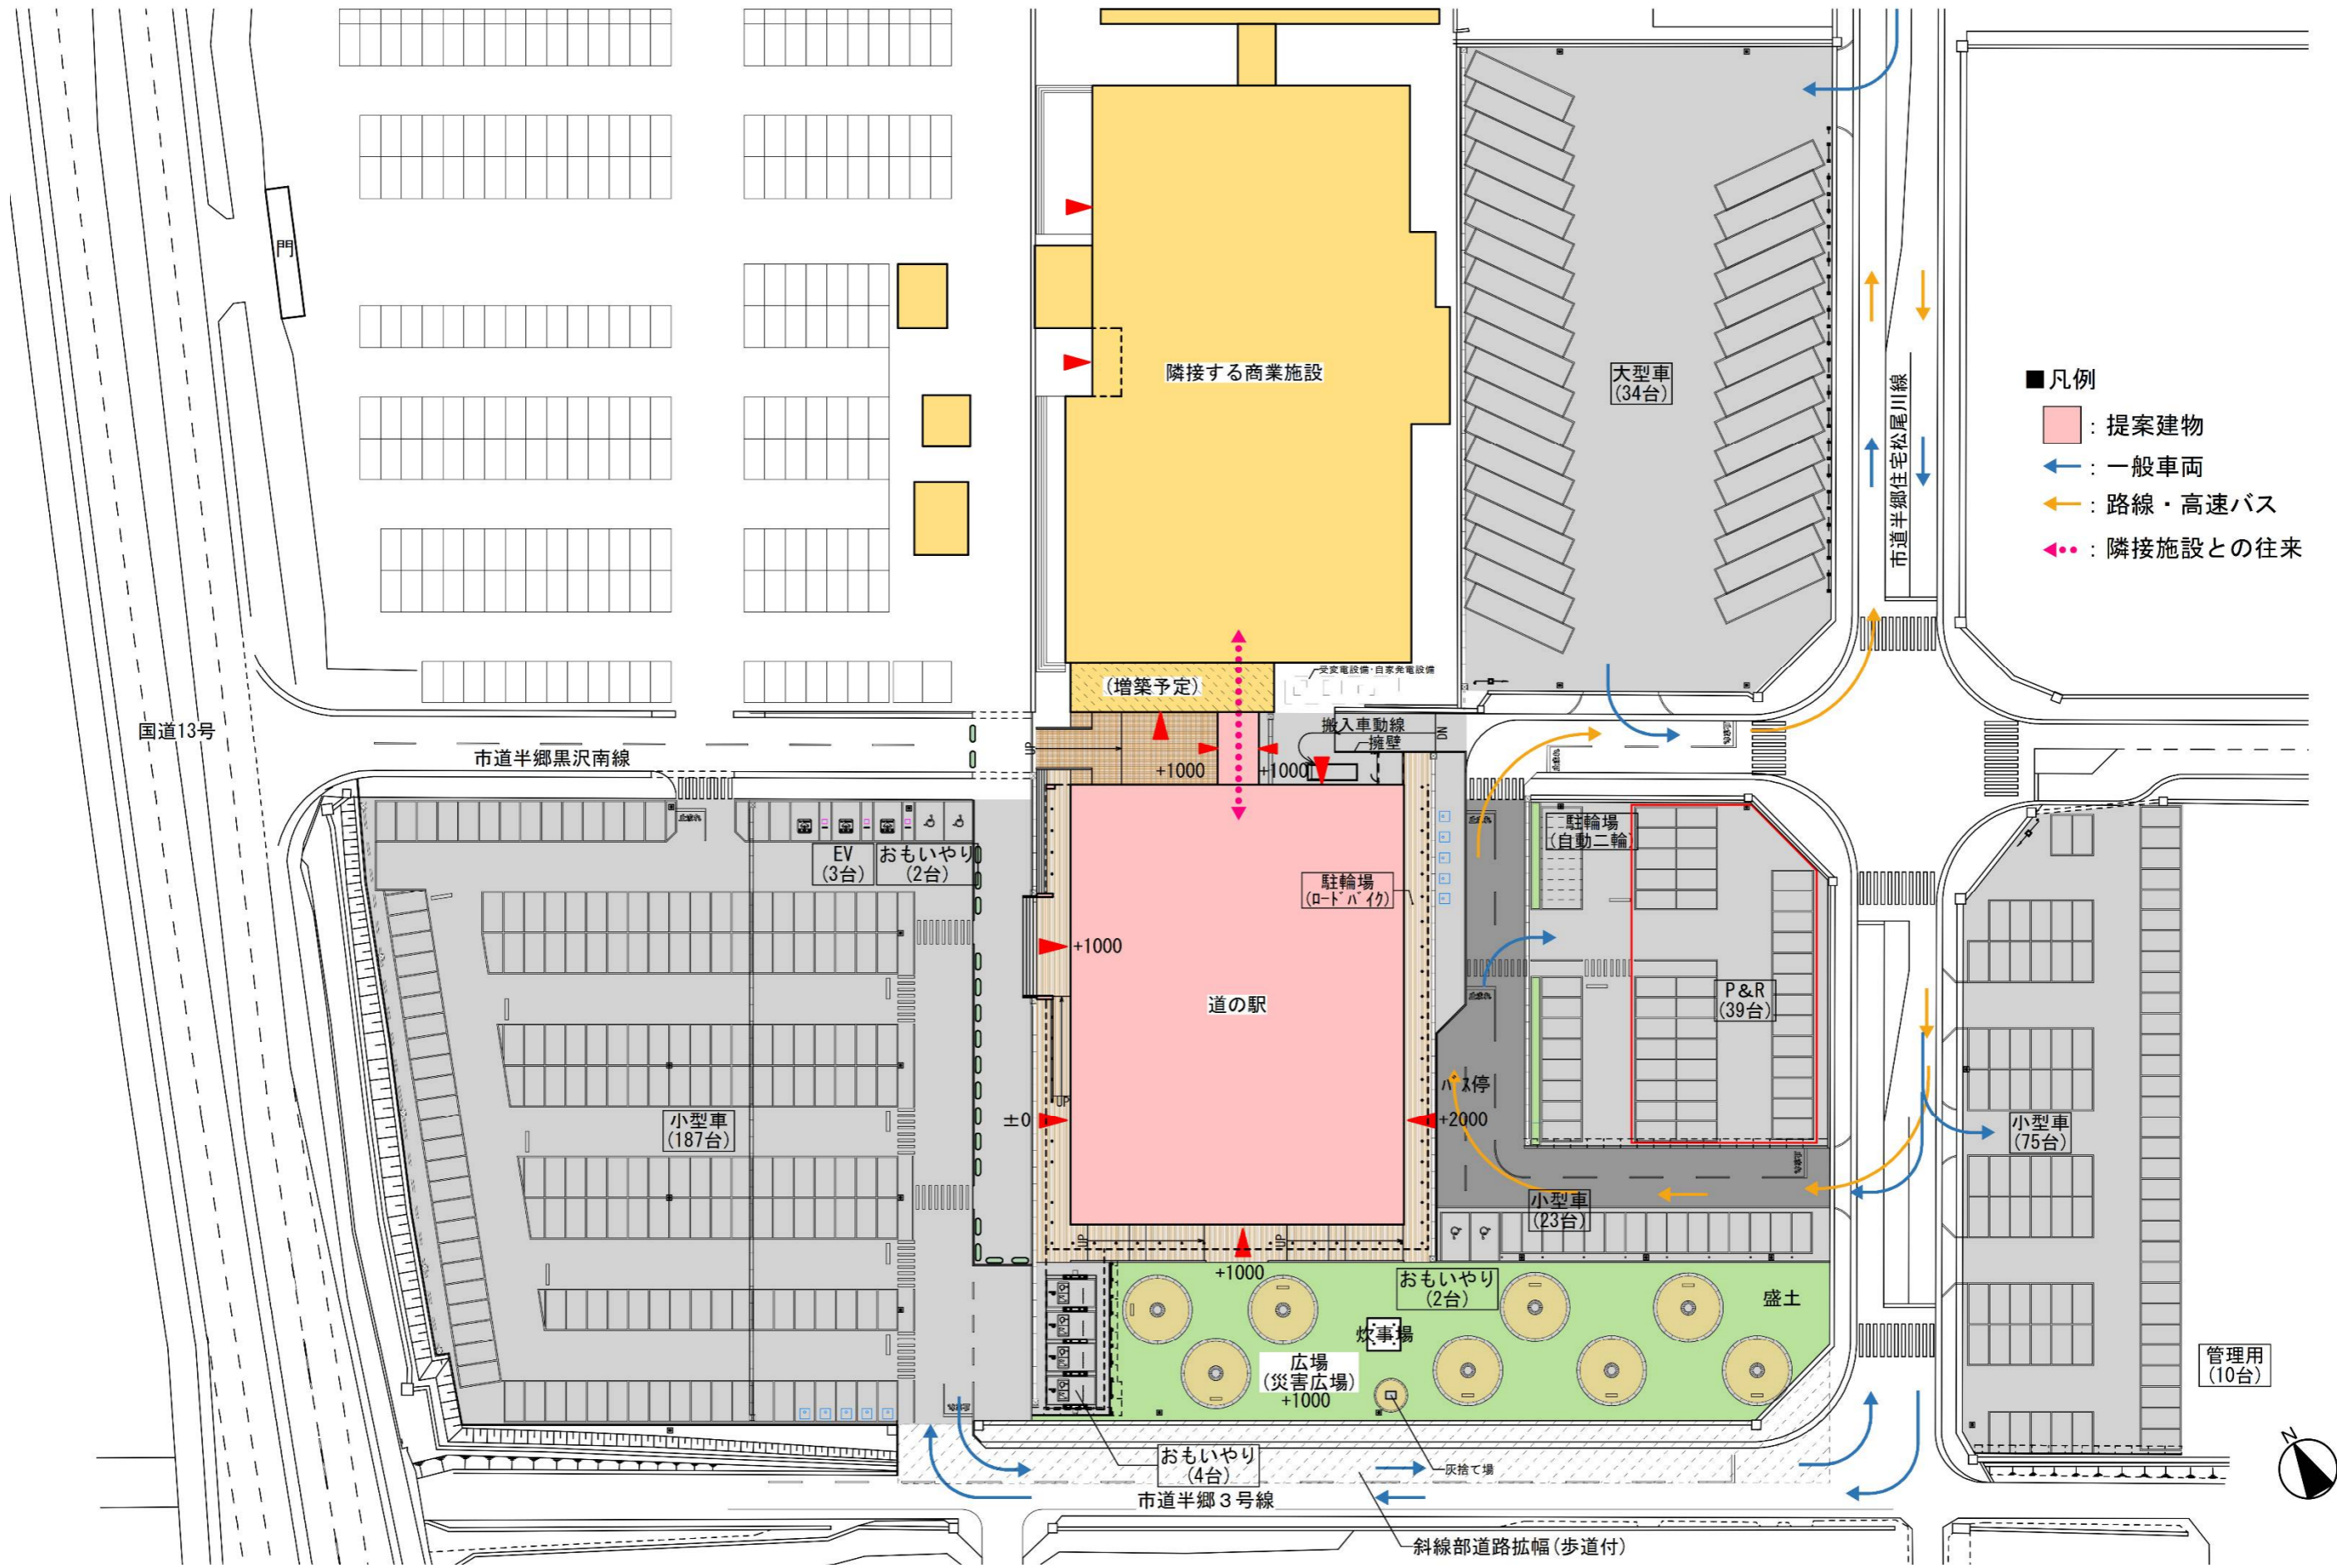 門
隣接する商業施設
大型車
(34台)
市道半郷住宅松尾川線
■凡例
：提案建物
：一般車両
：路線・高速バス
：隣接施設との往来
受変電設備・自家発電設備
(増築予定)
国道13号
市道半郷黒沢南線
UP
搬入車動線
擁壁
DN
+1000
+1000
EV
(3台)
おもいやり
(2台)
駐輪場
(自動二輪)
駐輪場
(ロードバイク)
+1000
道の駅
P&R
(39台)
バス停
UP
±0
+2000
小型車
(187台)
小型車
(75台)
小型車
(23台)
UP
UP
+1000
おもいやり
(2台)
盛土
炊事場
広場
(災害広場)
+1000
管理用
(10台)
おもいやり
(4台)
灰捨て場
市道半郷３号線
斜線部道路拡幅(歩道付)
N